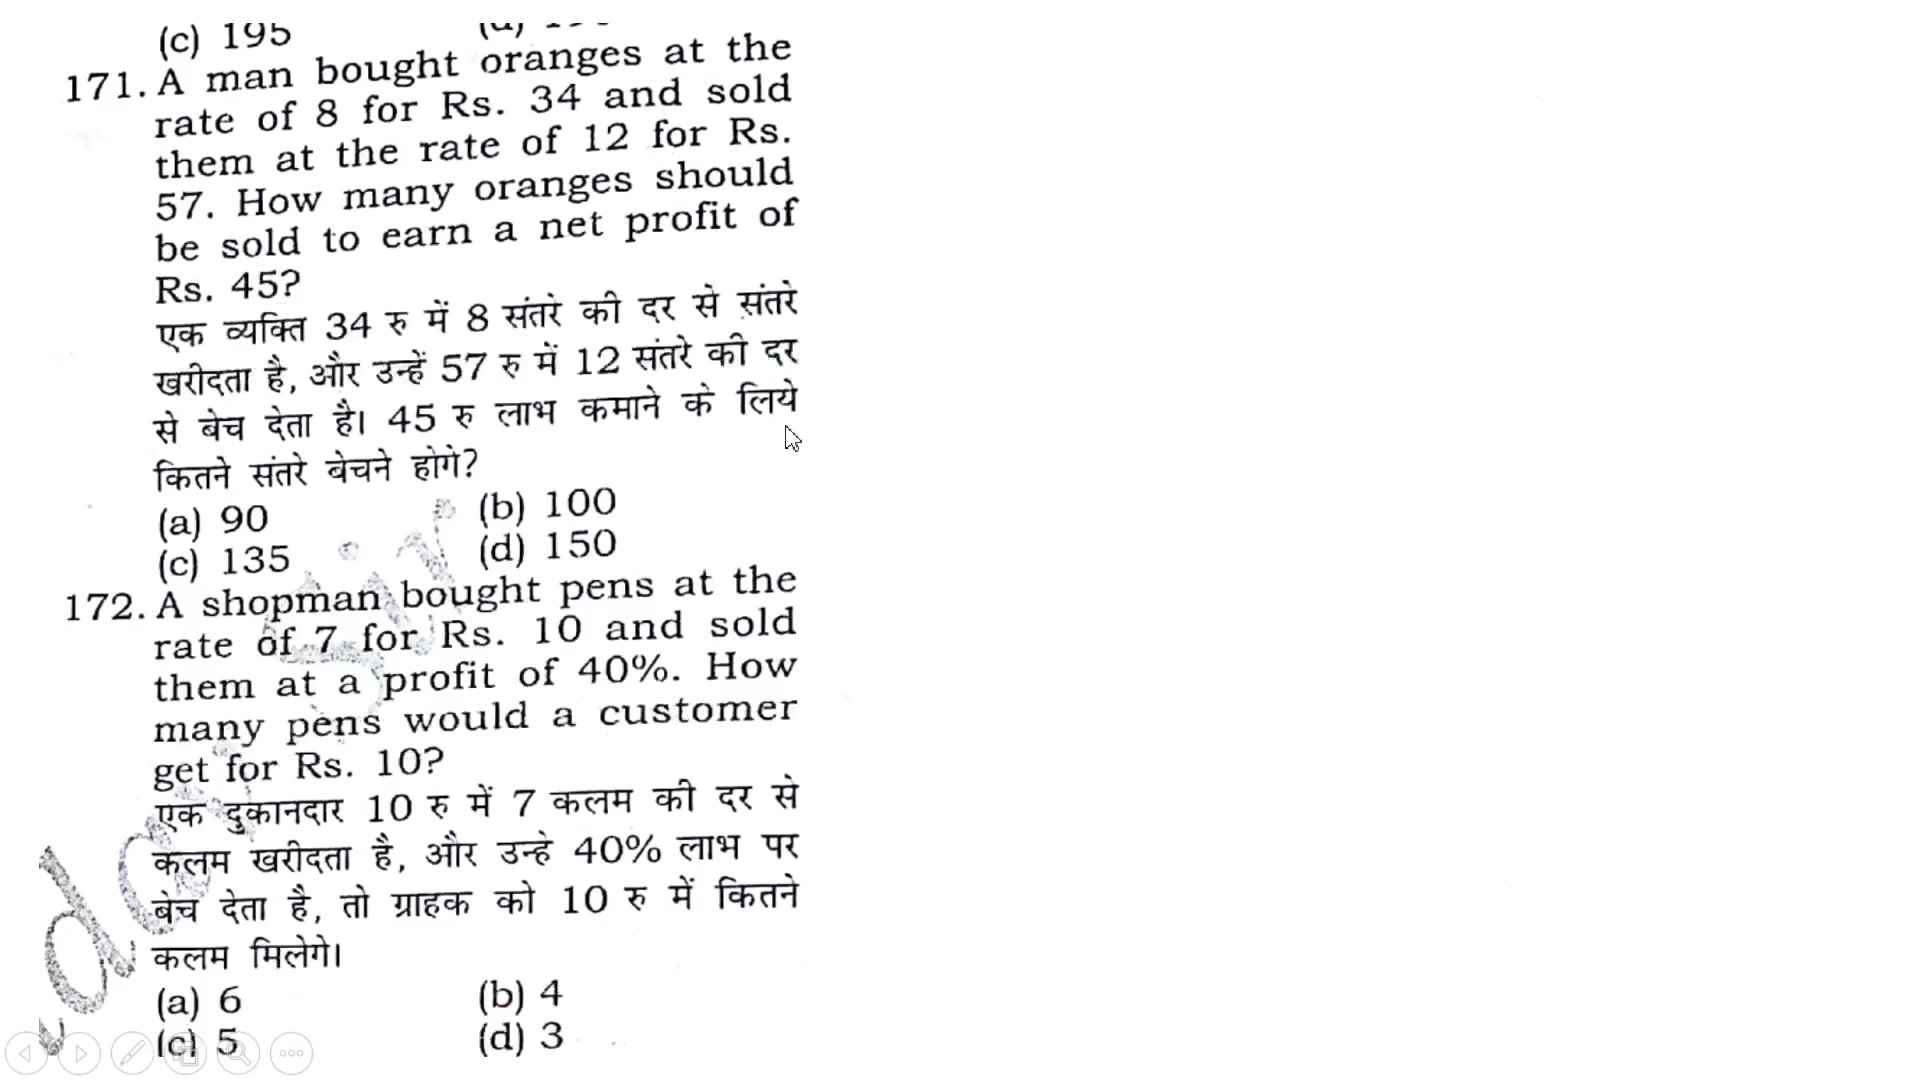 (c) 195
171. A man bought oranges at the
rate of 8 for Rs. 34 and sold
them at the rate of 12 for Rs.
57. How many oranges should
be sold to earn a net profit of
Rs. 45?
एक व्यक्ति 34 रु में 8 संतरे की दर से संतरे
खरीदता है, और उन्हें 57 रु में 12 संतरे की दर
से बेच देता है। 45 रु लाभ कमाने के लिये
कितने संतरे बेचने होगे?
(a) 90 (b) 100
(c) 135 (d) 150
172. A shopman bought pens at the
rate of 7 for Rs. 10 and sold
them at a profit of 40%. How
many pens would a customer
get for Rs. 10?
एक दुकानदार 10 रु में 7 कलम की दर से
कलम खरीदता है, और उन्हे 40% लाभ पर
बेच देता है, तो ग्राहक को 10 रु में कितने
कलम मिलेगे।
(a) 6 (b) 4
(c) 5 (d) 3